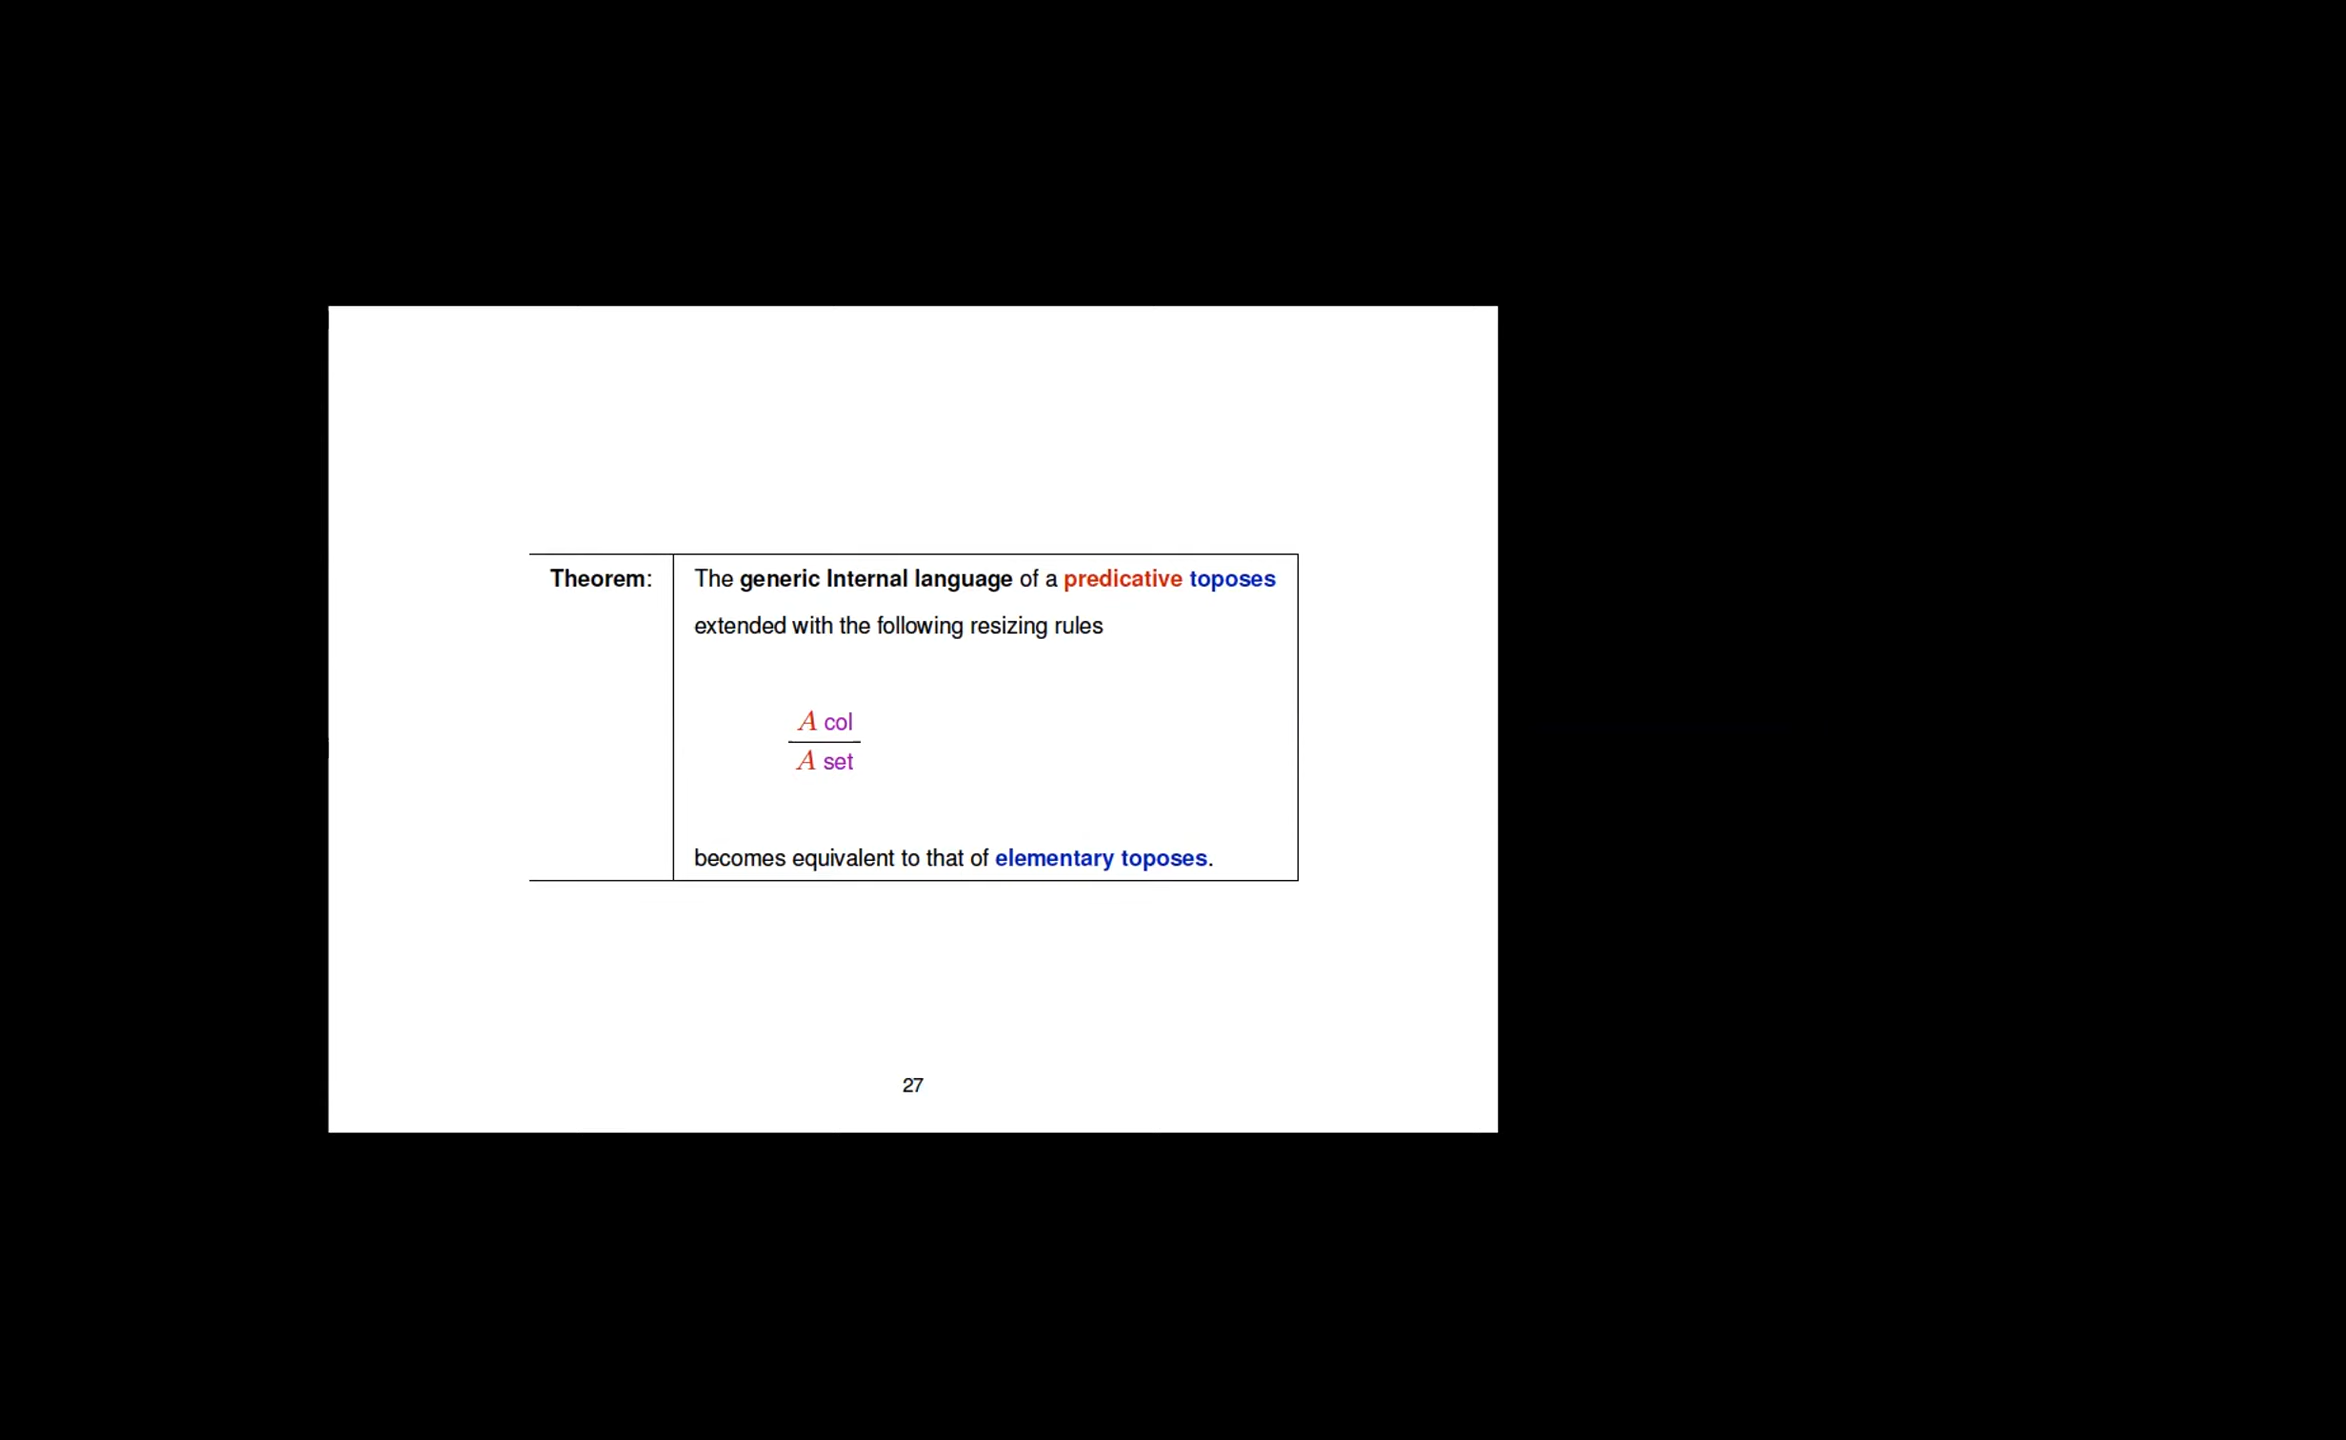 Theorem: The generic Internal language of a predicative toposes
extended with the following resizing rules
A col
A set
becomes equivalent to that of elementary toposes.
27